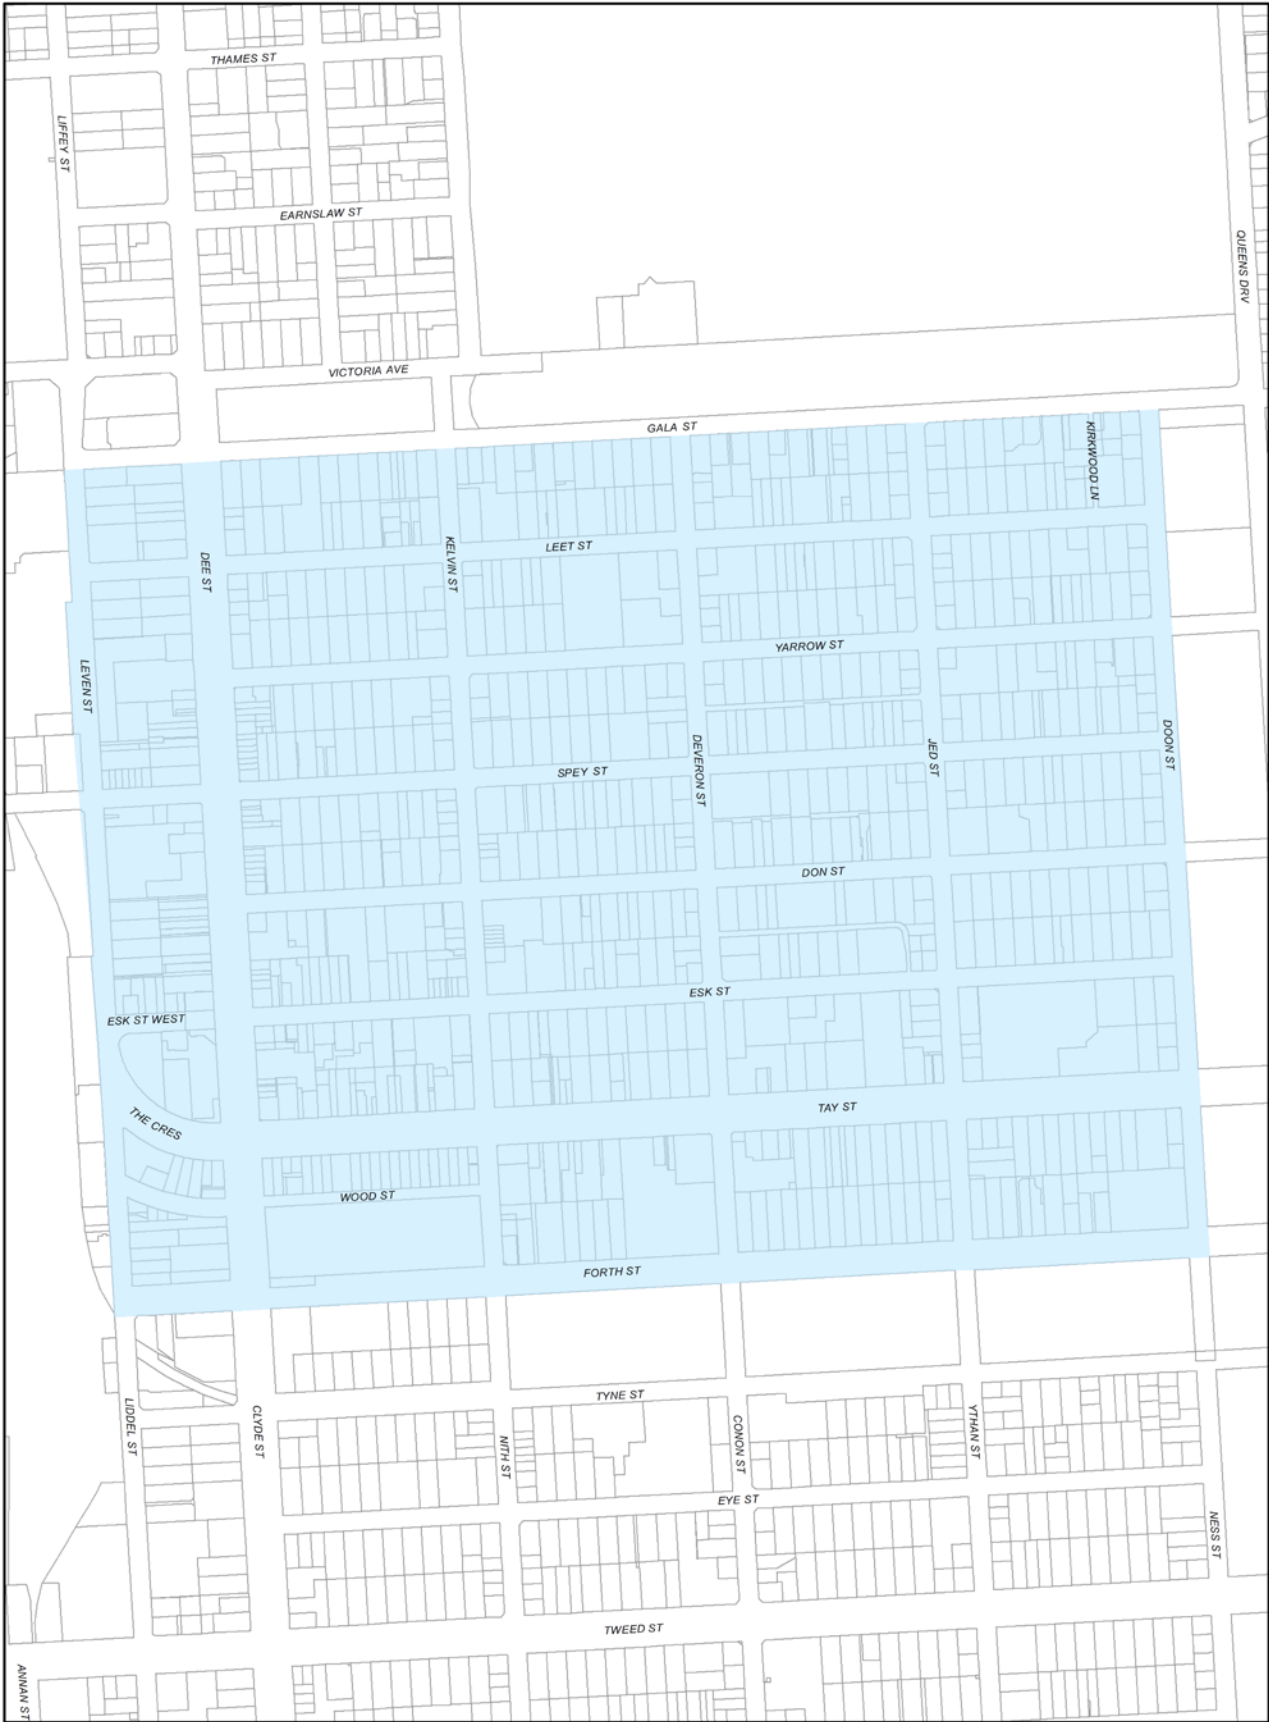 THAMES ST
LIFFEY ST
EARNSLAW ST
QUEENS DRV
VICTORIA AVE
GALA ST
KIRKWOOD LN
DEE ST
KELVIN ST
LEET ST
YARROW ST
LEVEN ST
DEVERON ST
JED ST
DOON ST
SPEY ST
DON ST
ESK ST
ESK ST WEST
TAY ST
THE CRES
WOOD ST
FORTH ST
TYNE ST
LIDDEL ST
CLYDE ST
NITH ST
CONON ST
YTHAN ST
EYE ST
NESS ST
TWEED ST
ANNAN ST